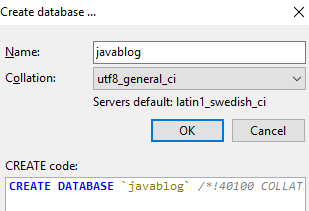 Create database ...
Name:
javablog
Collation:
utf8_general_ci
Servers default: latin1_swedish_ci
OK Cancel
CREATE code:
CREATE DATABASE `javablog` /*!40100 COLLAT